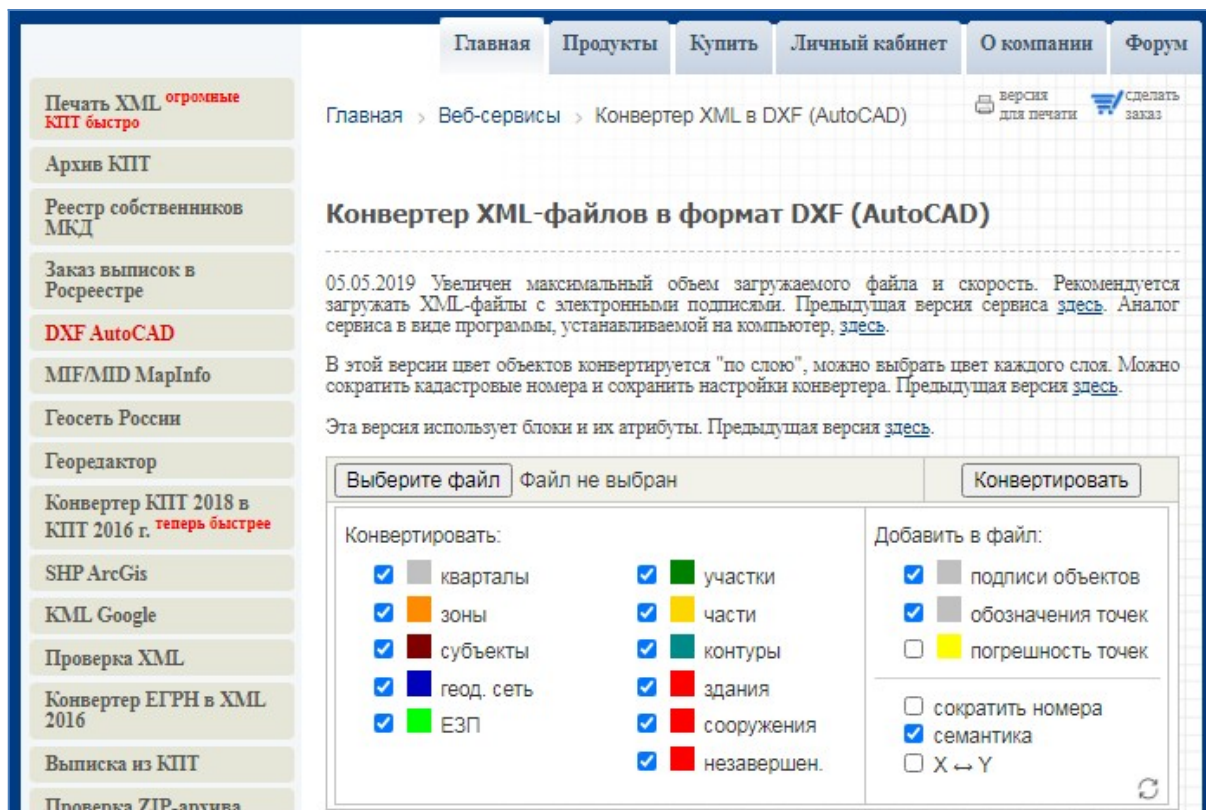 Главная Продукты Купить Личный кабинет О компании Форум
Печать XML огромные
КПТ быстро
Архив КПТ
Реестр собственников
МКД
Заказ выписок в
Росреестре
DXF AutoCAD
MIF/MID MapInfo
Геосеть России
Георедактор
Конвертер КПТ 2018 в
КПТ 2016 г. теперь быстрее
SHP ArcGis
KML Google
Проверка XML
Конвертер ЕГРН в XML
2016
Выписка из КПТ
Проверка ZIP-архива
Главная > Веб-сервисы > Конвертер XML в DXF (AutoCAD)
версия
для печати
сделать
заказ
Конвертер XML-файлов в формат DXF (AutoCAD)
05.05.2019 Увеличен максимальный объем загружаемого файла и скорость. Рекомендуется
загружать XML-файлы с электронными подписями. Предыдущая версия сервиса здесь. Аналог
сервиса в виде программы, устанавливаемой на компьютер, здесь.
В этой версии цвет объектов конвертируется "по слою", можно выбрать цвет каждого слоя. Можно
сократить кадастровые номера и сохранить настройки конвертера. Предыдущая версия здесь.
Эта версия использует блоки и их атрибуты. Предыдущая версия здесь.
Выберите файл Файл не выбран Конвертировать
Конвертировать:
кварталы
зоны
субъекты
геод. сеть
ЕЗП
участки
части
контуры
здания
сооружения
незавершен.
Добавить в файл:
подписи объектов
обозначения точек
погрешность точек
сократить номера
семантика
X ↔ Y